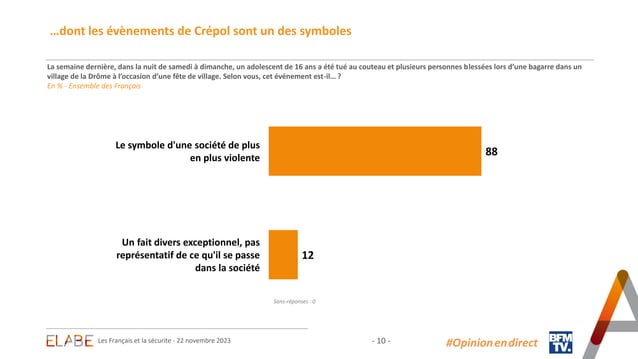 …dont les évènements de Crépol sont un des symboles
La semaine dernière, dans la nuit de samedi à dimanche, un adolescent de 16 ans a été tué au couteau et plusieurs personnes blessées lors d'une bagarre dans un
village de la Drôme à l'occasion d'une fête de village. Selon vous, cet événement est-il… ?
En % - Ensemble des Français
Le symbole d'une société de plus
en plus violente
88
Un fait divers exceptionnel, pas
représentatif de ce qu'il se passe
dans la société
12
Sans réponses : 0
ELABE
Les Français et la sécurite - 22 novembre 2023
- 10 -
#Opinionendirect
BFM
TV.